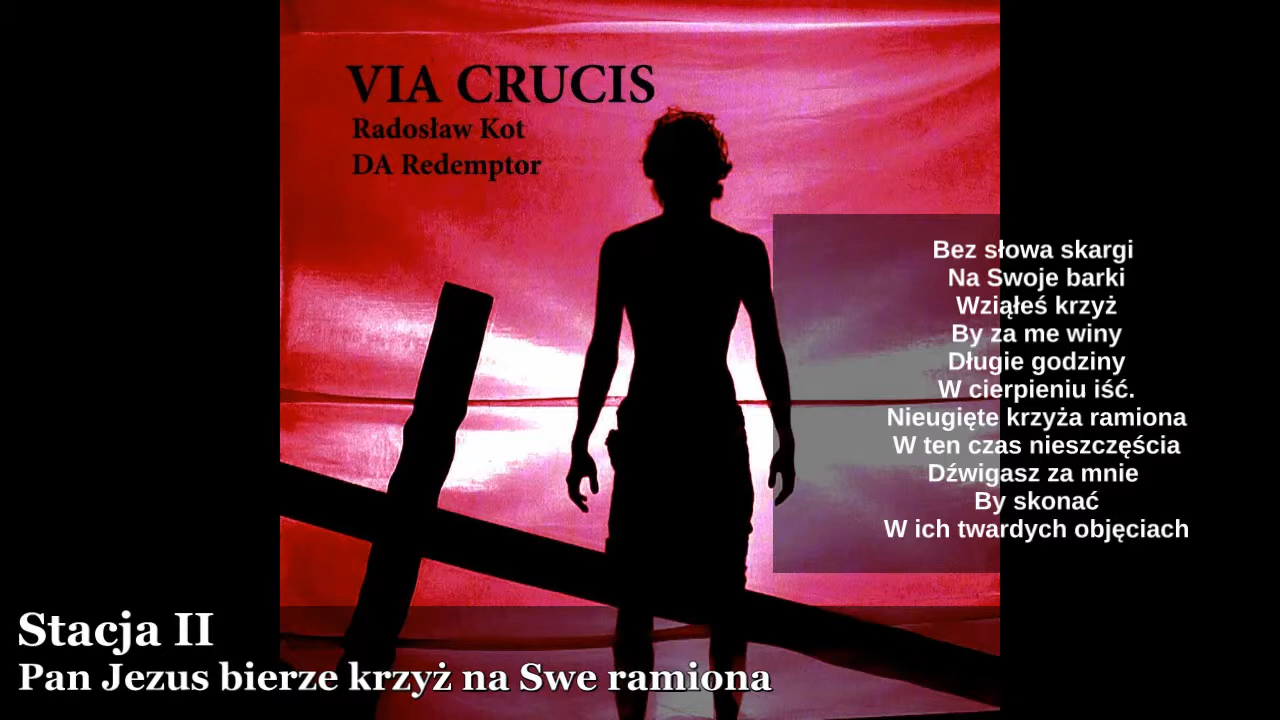 VIA CRUCIS
Radosław Kot
DA Redemptor
Bez słowa skargi
Na Swoje barki
Wziąłeś krzyż
By za me winy
Długie godziny
W cierpieniu iść.
Nieugięte krzyża ramiona
W ten czas nieszczęścia
Dźwigasz za mnie
By skonać
W ich twardych objęciach
Stacja II
Pan Jezus bierze krzyż na Swe ramiona